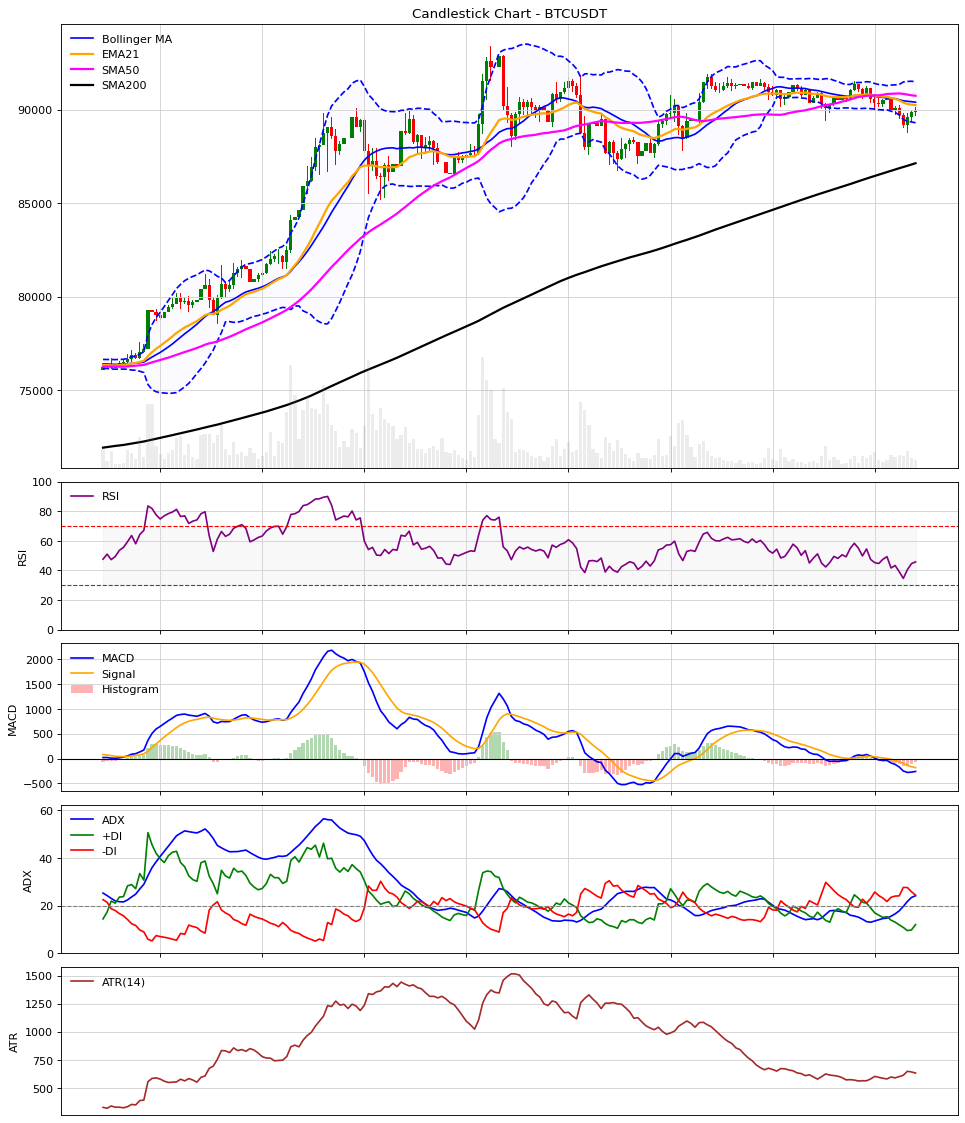 Candlestick Chart - BTCUSDT
Bollinger MA
EMA21
SMA50
SMA200
90000
85000
80000
75000
RSI
100
80
60
40
20
0
RSI
MACD
Signal
Histogram
2000
1500
1000
500
0
−500
MACD
ADX
+DI
-DI
60
40
20
0
ADX
ATR(14)
1500
1250
1000
750
500
ATR